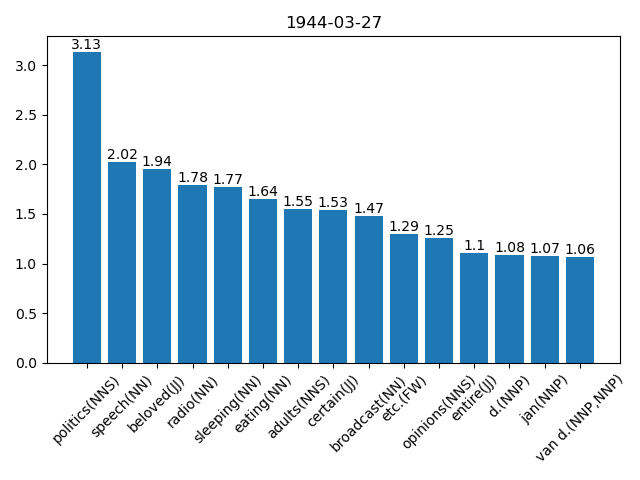 1944-03-27
3.13
2.02
1.94
1.78
1.77
1.64
1.55
1.53
1.47
1.29
1.25
1.1
1.08
1.07
1.06
3.0
2.5
2.0
1.5
1.0
0.5
0.0
politics(NNS)
speech(NN)
beloved(JJ)
radio(NN)
sleeping(NN)
eating(NN)
adults(NNS)
certain(JJ)
broadcast(NN)
etc.(FW)
opinions(NNS)
entire(JJ)
d.(NNP)
jan(NNP)
van d.(NNP,NNP)